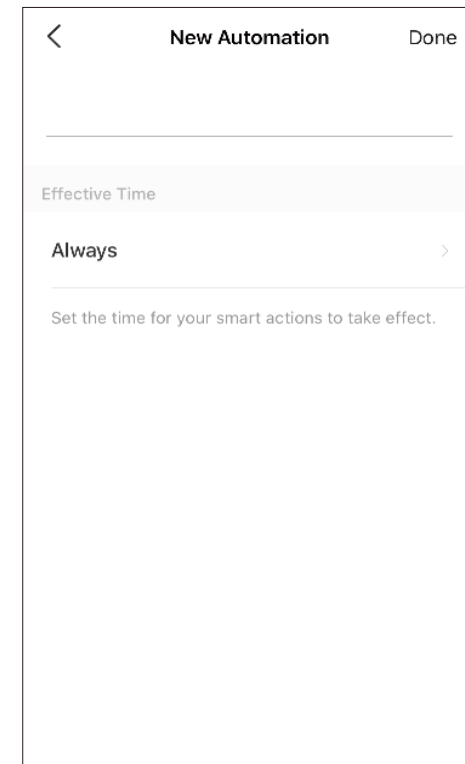 New Automation Done
Effective Time
Always
Set the time for your smart actions to take effect.